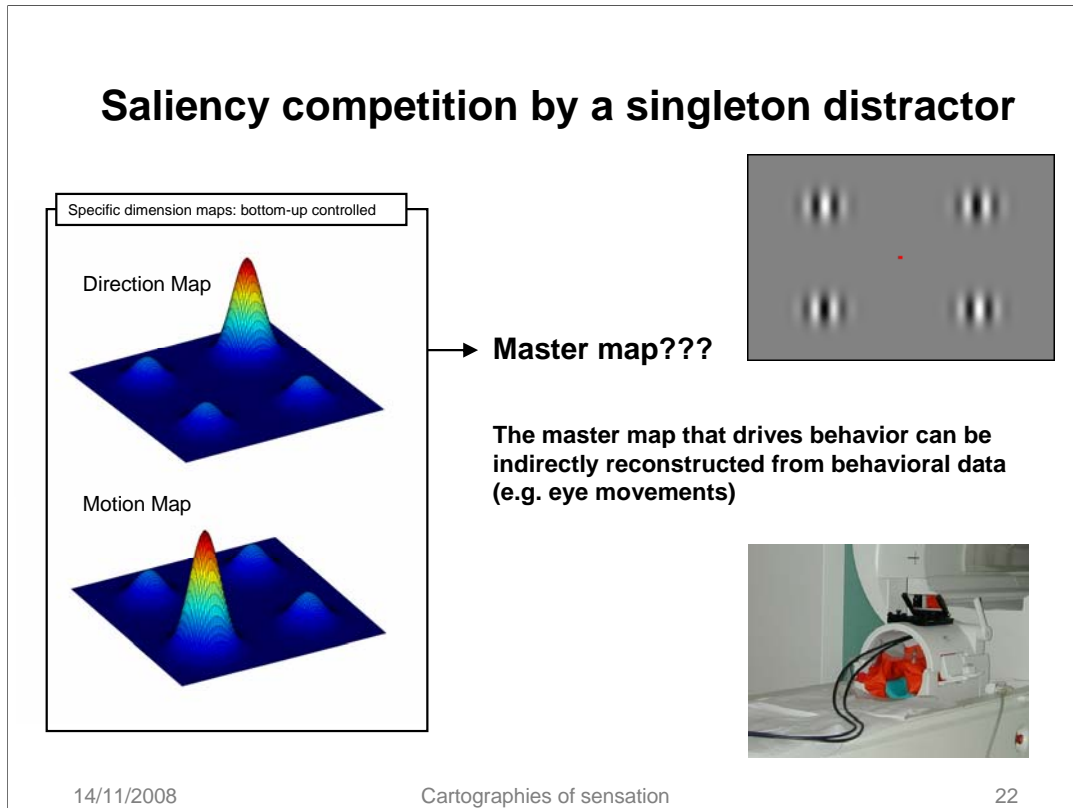 Saliency competition by a singleton distractor
Specific dimension maps: bottom-up controlled
Direction Map
Motion Map
Master map???
The master map that drives behavior can be
indirectly reconstructed from behavioral data
(e.g. eye movements)
14/11/2008
Cartographies of sensation
22